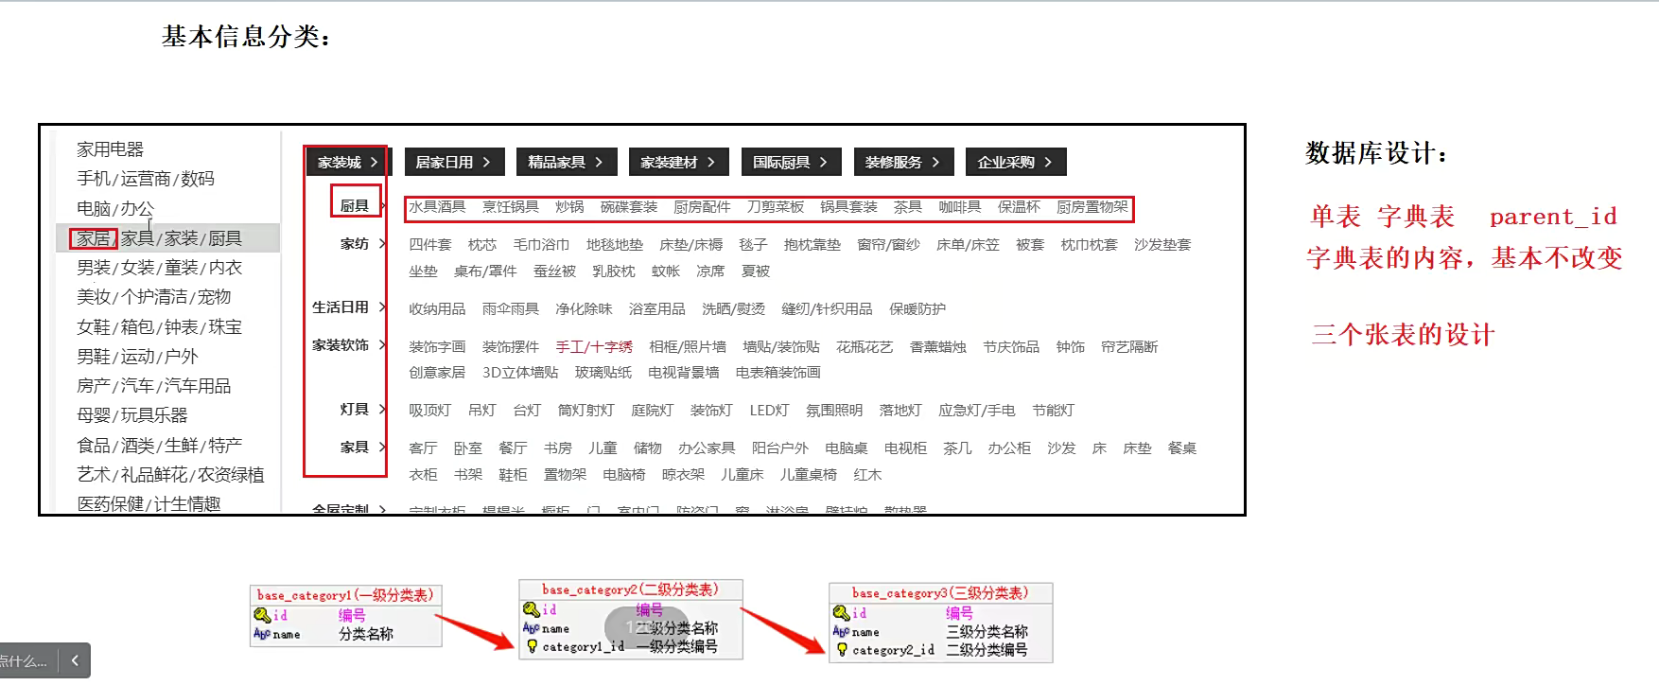 基本信息分类：
家用电器
手机/运营商/数码
电脑/办公
家居/家具/家装/厨具
男装/女装/童装/内衣
美妆/个护清洁/宠物
女鞋/箱包/钟表/珠宝
男鞋/运动/户外
房产/汽车/汽车用品
母婴/玩具乐器
食品/酒类/生鲜/特产
艺术/礼品鲜花/农资绿植
医药保健/计生情趣
家装城 > 居家日用 > 精品家具 > 家装建材 > 国际厨具 > 装修服务 > 企业采购 >
厨具 > 水具酒具 烹饪锅具 炒锅 碗碟套装 厨房配件 刀剪菜板 锅具套装 茶具 咖啡具 保温杯 厨房置物架
家纺 > 四件套 枕芯 毛巾浴巾 地毯地垫 床垫/床褥 毯子 抱枕靠垫 窗帘/窗纱 床单/床笠 被套 枕巾枕套 沙发垫套
坐垫 桌布/罩件 蚕丝被 乳胶枕 蚊帐 凉席 夏被
生活日用 > 收纳用品 雨伞雨具 净化除味 浴室用品 洗晒/熨烫 缝纫/针织用品 保暖防护
家装软饰 > 装饰字画 装饰摆件 手工/十字绣 相框/照片墙 墙贴/装饰贴 花瓶花艺 香薰蜡烛 节庆饰品 钟饰 帘艺隔断
创意家居 3D立体墙贴 玻璃贴纸 电视背景墙 电表箱装饰画
灯具 > 吸顶灯 吊灯 台灯 筒灯射灯 庭院灯 装饰灯 LED灯 氛围照明 落地灯 应急灯/手电 节能灯
家具 > 客厅 卧室 餐厅 书房 儿童 储物 办公家具 阳台户外 电脑桌 电视柜 茶几 办公柜 沙发 床 床垫 餐桌
衣柜 书架 鞋柜 置物架 电脑椅 晾衣架 儿童床 儿童桌椅 红木
全屋定制 > 定制衣柜 榻榻米 橱柜 门 室内门 防盗门 窗 淋浴房 壁挂炉 散热器
数据库设计：
单表 字典表 parent_id
字典表的内容，基本不改变
三个张表的设计
base_category1(一级分类表)
id 编号
name 分类名称
base_category2(二级分类表)
id 编号
name 二级分类名称
category1_id 一级分类编号
base_category3(三级分类表)
id 编号
name 三级分类名称
category2_id 二级分类编号
点什么...